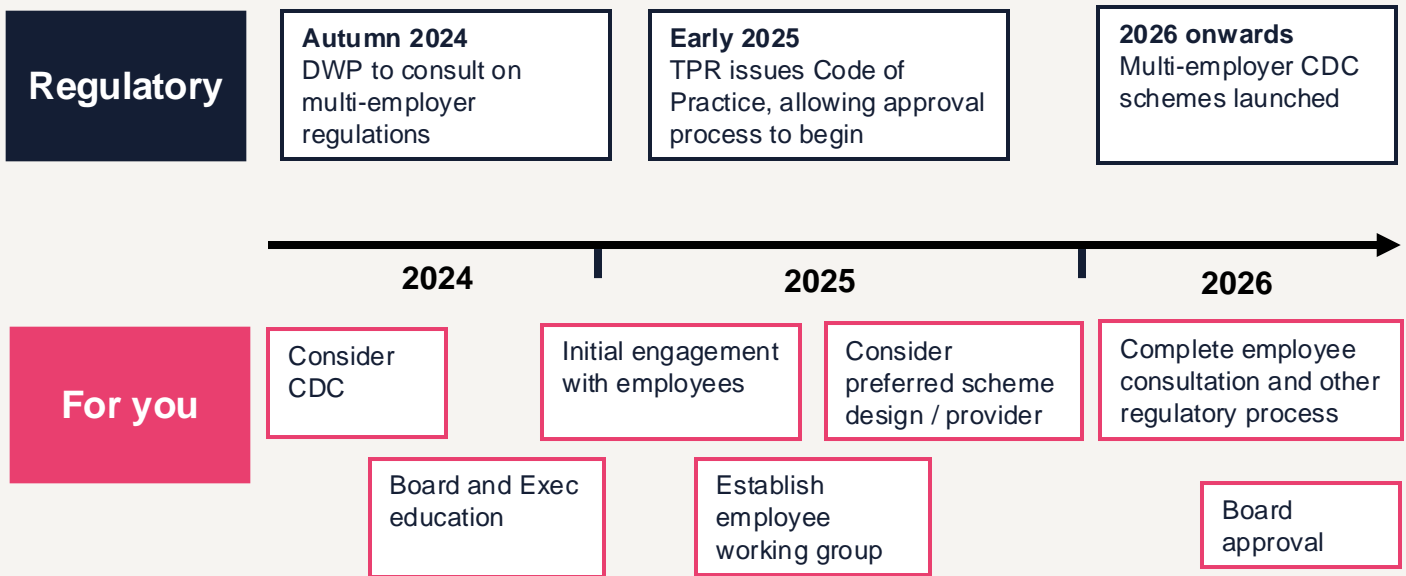 Regulatory
Autumn 2024
DWP to consult on
multi-employer
regulations
Early 2025
TPR issues Code of
Practice, allowing approval
process to begin
2026 onwards
Multi-employer CDC
schemes launched
2024
2025
2026
For you
Consider
CDC
Board and Exec
education
Initial engagement
with employees
Establish
employee
working group
Consider
preferred scheme
design / provider
Complete employee
consultation and other
regulatory process
Board
approval